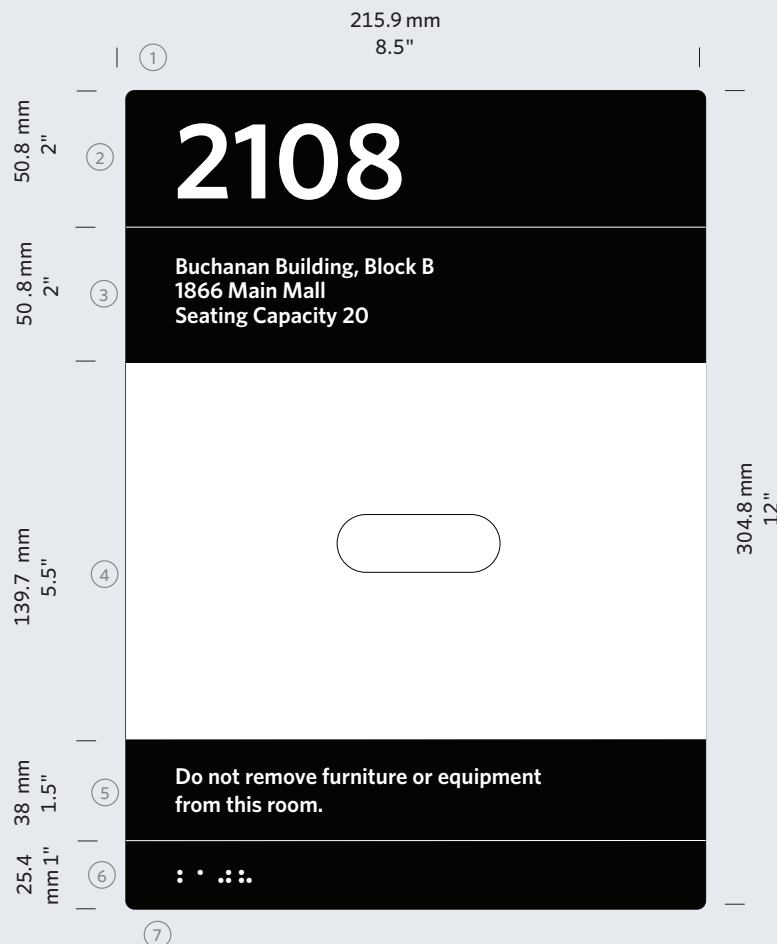 215.9 mm
8.5"
1
50.8 mm
2"
2
2108
50.8 mm
2"
3
Buchanan Building, Block B
1866 Main Mall
Seating Capacity 20
139.7 mm
5.5"
4
304.8 mm
12"
38 mm
1.5"
5
Do not remove furniture or equipment
from this room.
25.4
mm 1"
6
⠆⠁⠴⠦
7